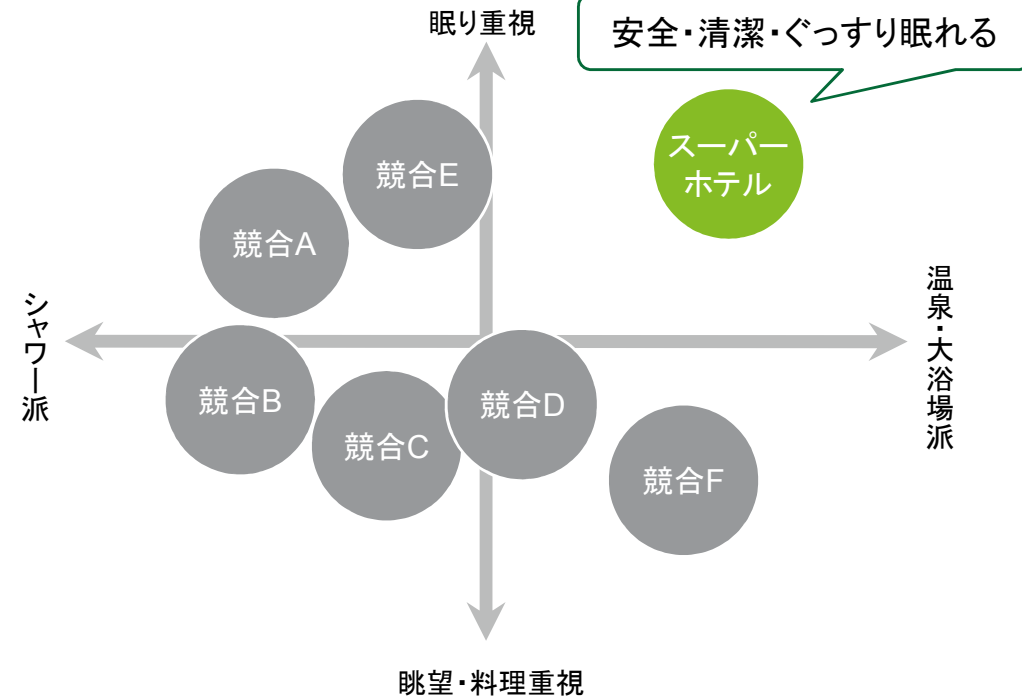 眠り重視
安全・清潔・ぐっすり眠れる
スーパー
ホテル
競合E
競合A
シャワー派
温泉・大浴場派
競合B
競合C
競合D
競合F
眺望・料理重視